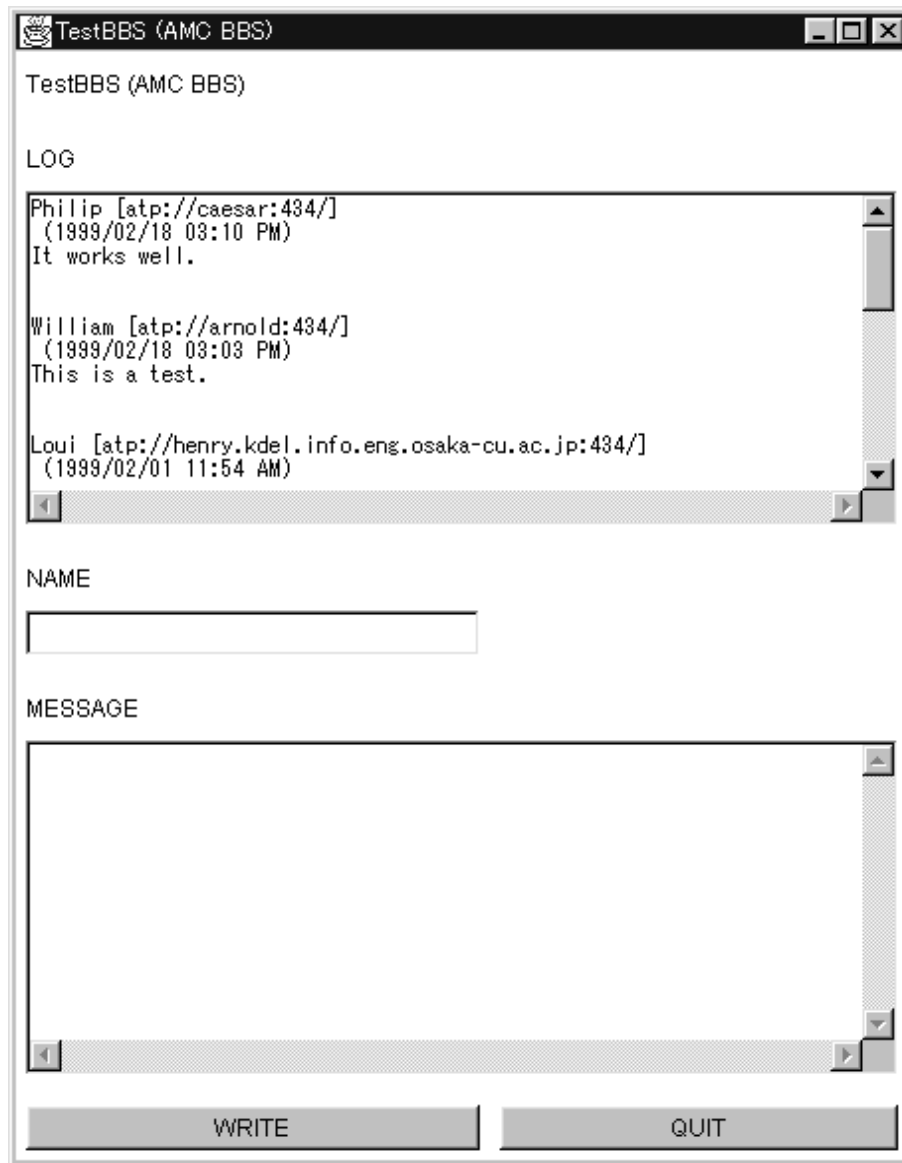 TestBBS (AMC BBS)
TestBBS (AMC BBS)
LOG
Philip [atp://caesar:434/]
(1999/02/18 03:10 PM)
It works well.
William [atp://arnold:434/]
(1999/02/18 03:03 PM)
This is a test.
Loui [atp://henry.kdel.info.eng.osaka-cu.ac.jp:434/]
(1999/02/01 11:54 AM)
NAME
MESSAGE
WRITE
QUIT